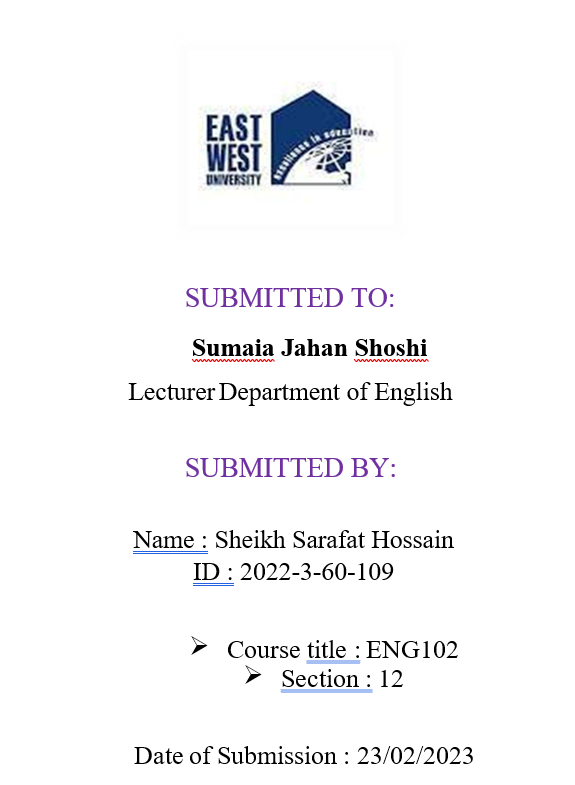 EAST
WEST
UNIVERSITY
Excellence in education
SUBMITTED TO:
Sumaia Jahan Shoshi
Lecturer Department of English
SUBMITTED BY:
Name : Sheikh Sarafat Hossain
ID : 2022-3-60-109
Course title : ENG102
Section : 12
Date of Submission : 23/02/2023